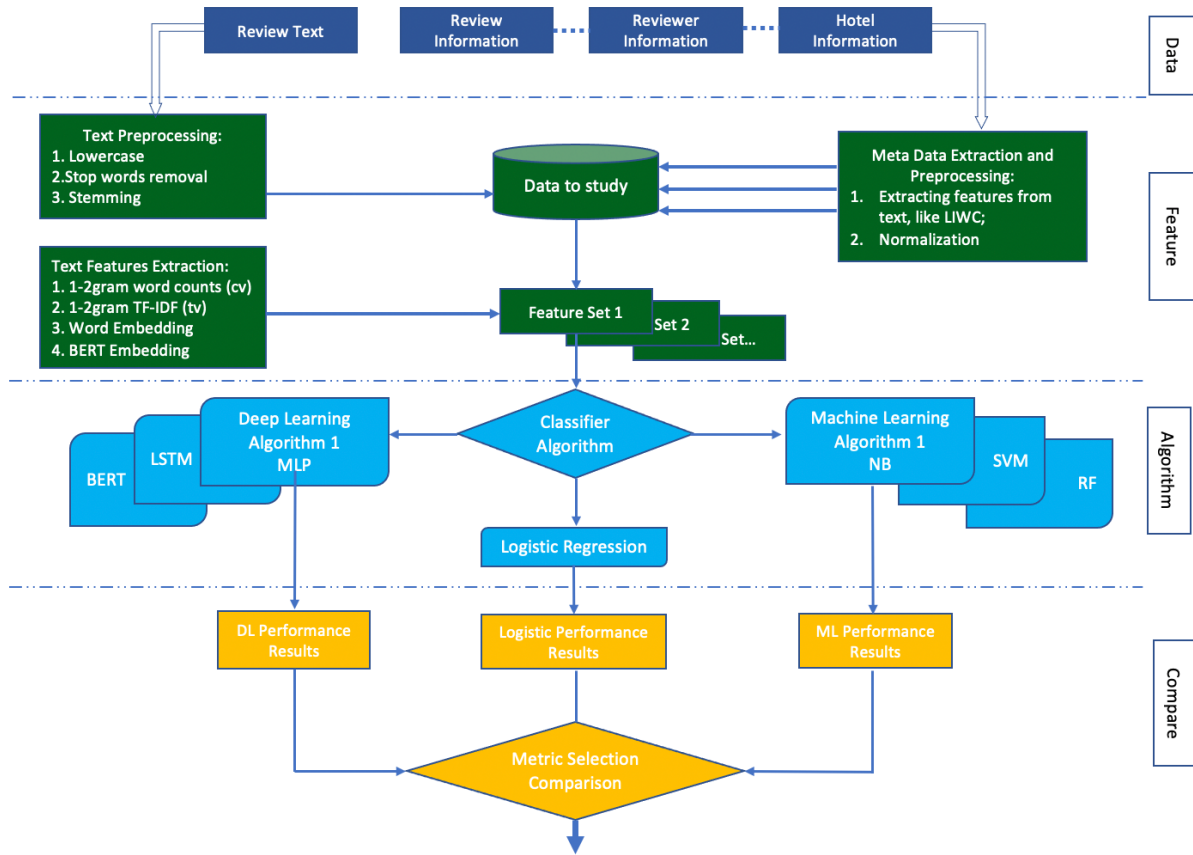 Review Text
Review
Information
Reviewer
Information
Hotel
Information
Data
Text Preprocessing:
1. Lowercase
2.Stop words removal
3. Stemming
Data to study
Meta Data Extraction and
Preprocessing:
1. Extracting features from
text, like LIWC;
2. Normalization
Feature
Text Features Extraction:
1. 1-2gram word counts (cv)
2. 1-2gram TF-IDF (tv)
3. Word Embedding
4. BERT Embedding
Feature Set 1
Set 2
Set...
BERT
LSTM
Deep Learning
Algorithm 1
MLP
Classifier
Algorithm
Machine Learning
Algorithm 1
NB
SVM
RF
Algorithm
Logistic Regression
DL Performance
Results
Logistic Performance
Results
ML Performance
Results
Compare
Metric Selection
Comparison